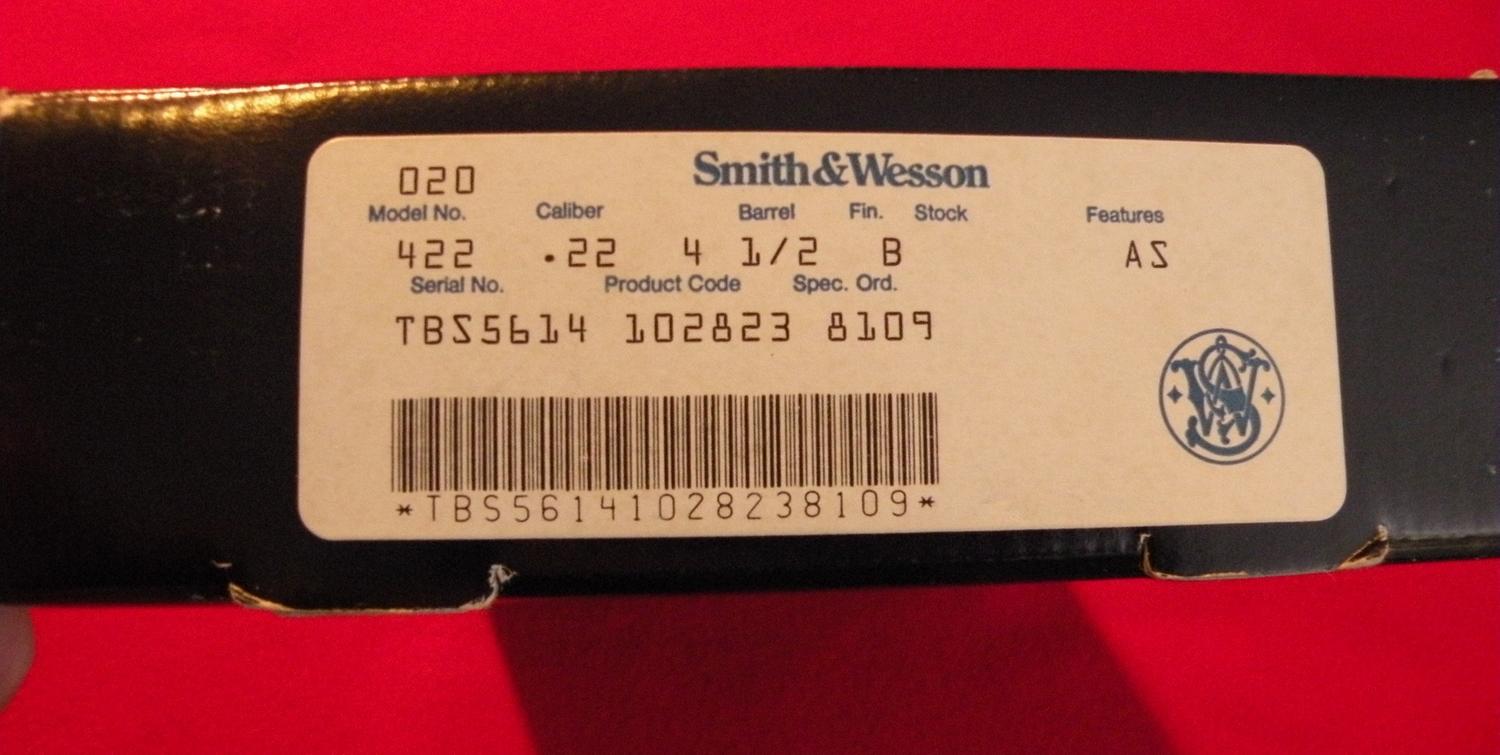 020 Smith&Wesson
Model No. Caliber Barrel Fin. Stock Features
422 .22 4 1/2 B AS
Serial No. Product Code Spec. Ord.
TBS5614 102823 8109
*TBS56141028238109*
SW